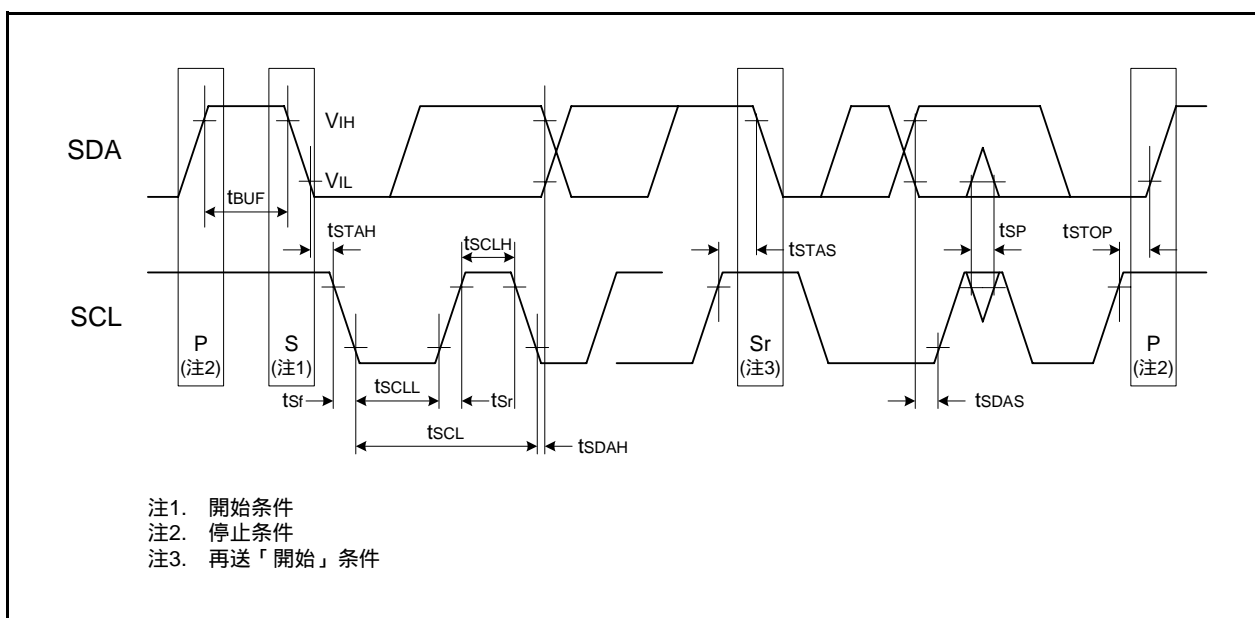 SDA
VIH
VIL
tBUF
tSTAH
tSCLH
tSTAS
tSP
tSTOP
SCL
P
(注2)
S
(注1)
Sr
(注3)
P
(注2)
tSf
tSCLL
tSr
tSDAS
tSCL
tSDAH
注1. 開始条件
注2. 停止条件
注3. 再送「開始」条件